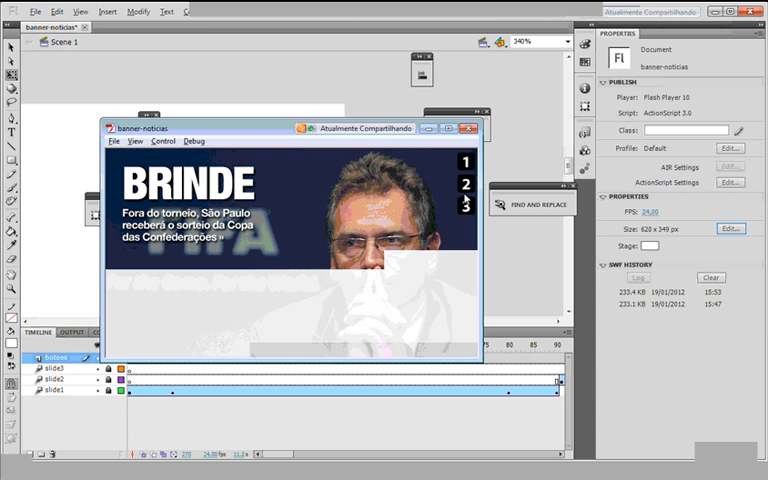 Fl File Edit View Insert Modify Text C
Atualmente Compartilhando
banner-noticias*
Scene 1
340%
PROPERTIES
Fl
Document
banner-noticias
PUBLISH
Player: Flash Player 10
Script: ActionScript 3.0
Class:
Profile: Default Edit...
AIR Settings Edit...
ActionScript Settings Edit...
PROPERTIES
FPS: 24,00
Size: 620 x 349 px Edit...
Stage:
SWF HISTORY
Log Clear
233.4 KB 19/01/2012 15:53
233.1 KB 19/01/2012 15:47
FIND AND REPLACE
banner-noticias
Atualmente Compartilhando
File View Control Debug
BRINDE
Fora do torneio, São Paulo
receberá o sorteio da Copa
das Confederações »
FIFA
1
2
3
TIMELINE OUTPUT CO
75 80 85 90
botoes
slide3
slide2
slide1
270 24,00 fps 11,2 s